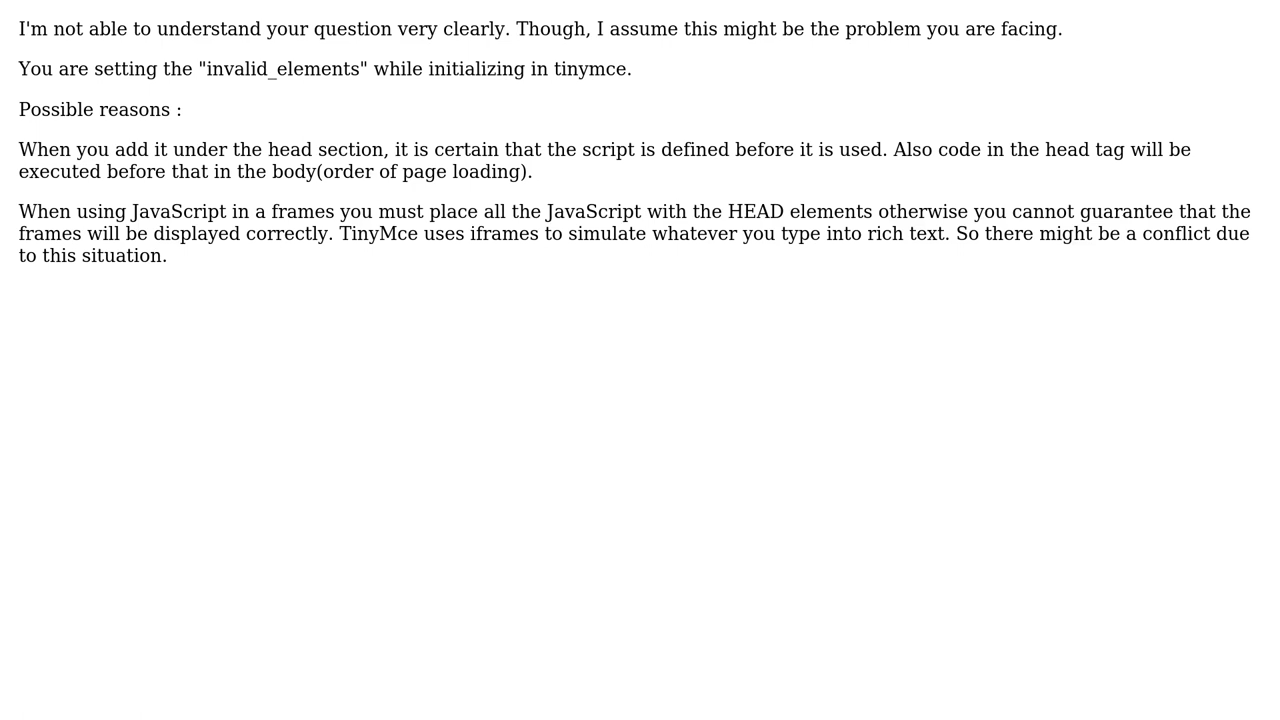 I'm not able to understand your question very clearly. Though, I assume this might be the problem you are facing.
You are setting the "invalid_elements" while initializing in tinymce.
Possible reasons :
When you add it under the head section, it is certain that the script is defined before it is used. Also code in the head tag will be
executed before that in the body(order of page loading).
When using JavaScript in a frames you must place all the JavaScript with the HEAD elements otherwise you cannot guarantee that the
frames will be displayed correctly. TinyMce uses iframes to simulate whatever you type into rich text. So there might be a conflict due
to this situation.